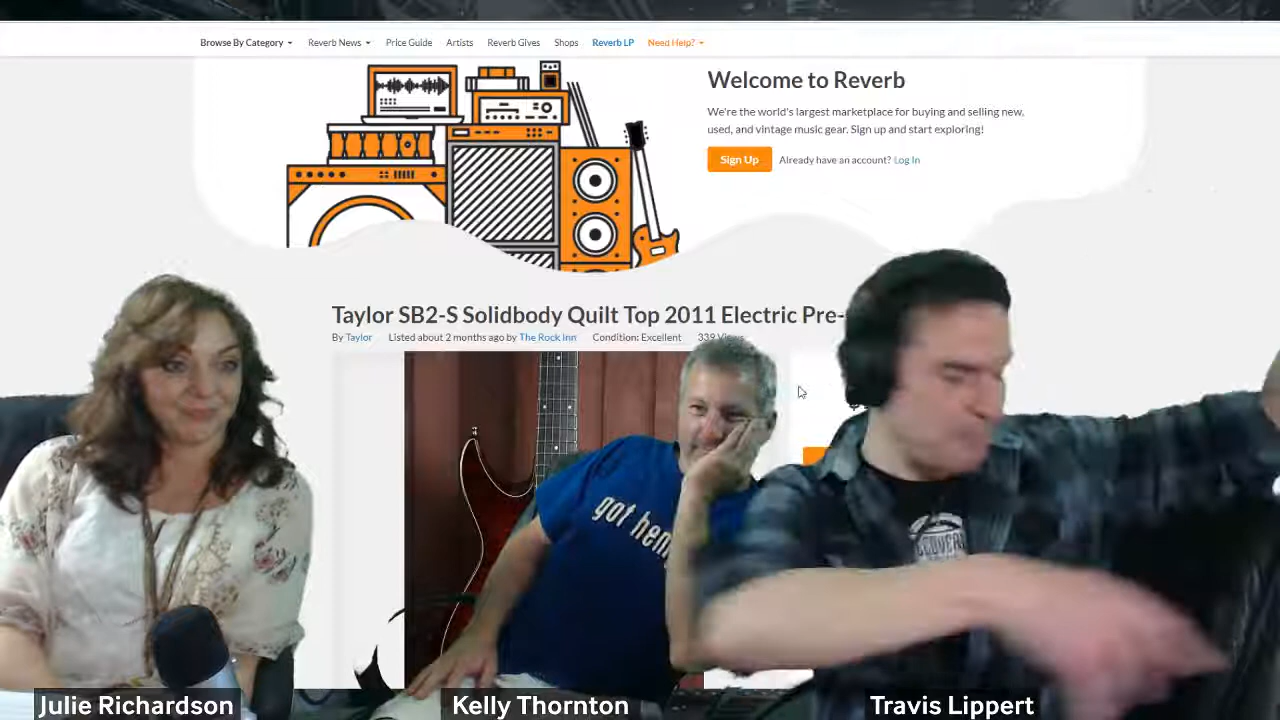 Browse By Category Reverb News Price Guide Artists Reverb Gives Shops Reverb LP Need Help?
Welcome to Reverb
We're the world's largest marketplace for buying and selling new,
used, and vintage music gear. Sign up and start exploring!
Sign Up Already have an account? Log In
Taylor SB2-S Solidbody Quilt Top 2011 Electric Pre-
By Taylor Listed about 2 months ago by The Rock Inn Condition: Excellent 339 Views
got hem
Julie Richardson Kelly Thornton Travis Lippert